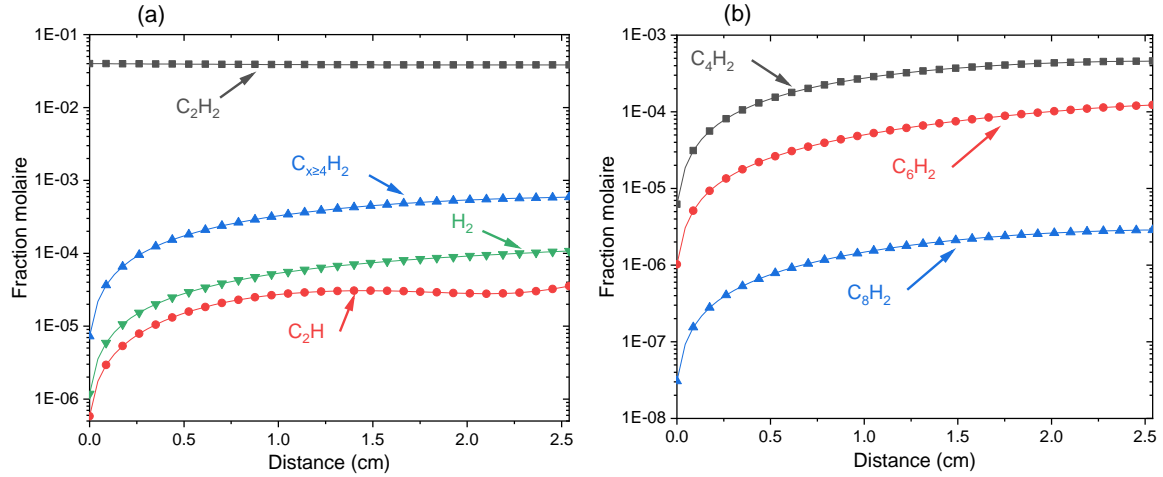 (a)
1E-01
1E-02
1E-03
1E-04
1E-05
1E-06
Fraction molaire
C₂H₂
Cₓ≥₄H₂
H₂
C₂H
0.0 0.5 1.0 1.5 2.0 2.5
Distance (cm)
(b)
1E-03
1E-04
1E-05
1E-06
1E-07
1E-08
Fraction molaire
C₄H₂
C₆H₂
C₈H₂
0.0 0.5 1.0 1.5 2.0 2.5
Distance (cm)